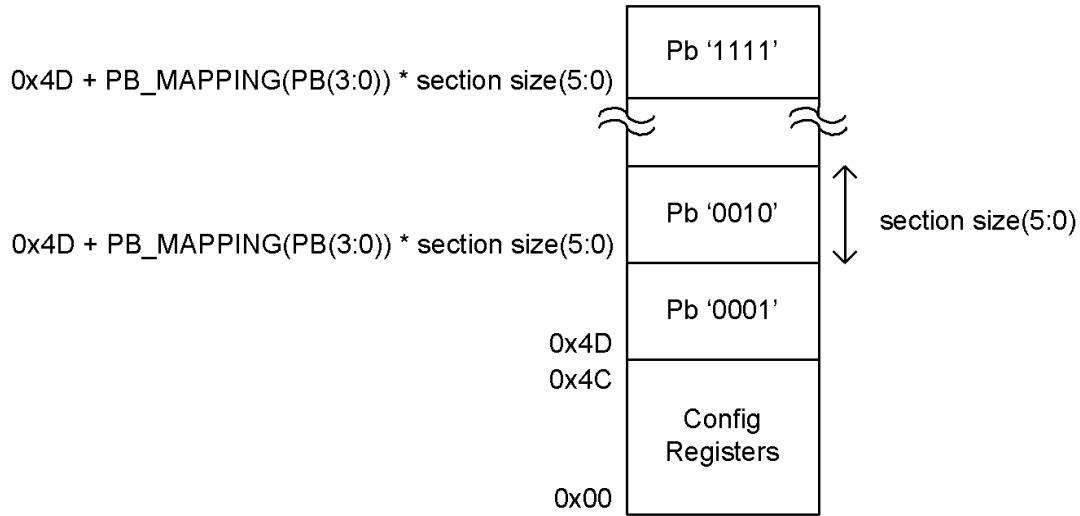 Pb ‘1111’
0x4D + PB_MAPPING(PB(3:0)) * section size(5:0)
Pb ‘0010’
section size(5:0)
0x4D + PB_MAPPING(PB(3:0)) * section size(5:0)
Pb ‘0001’
0x4D
0x4C
Config
Registers
0x00